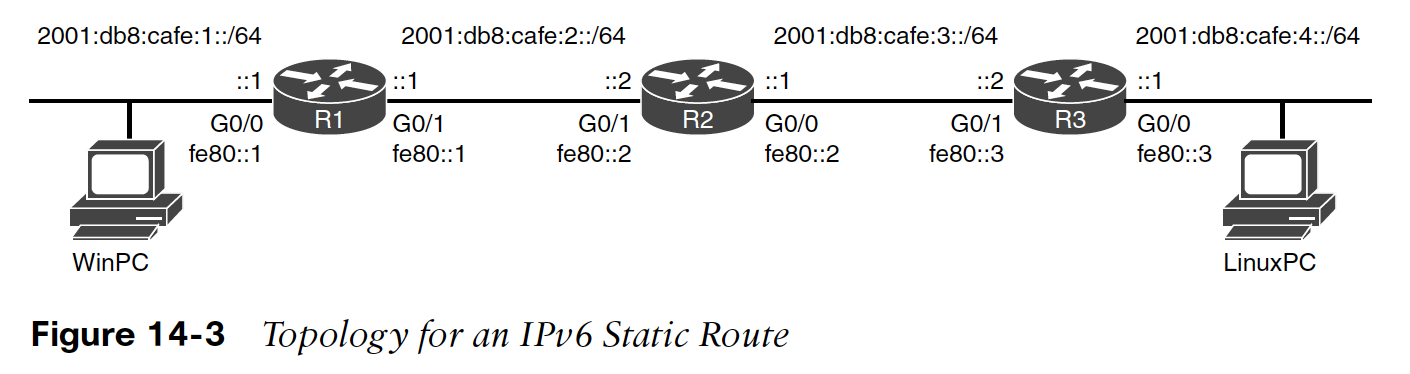 2001:db8:cafe:1::/64 2001:db8:cafe:2::/64 2001:db8:cafe:3::/64 2001:db8:cafe:4::/64
::1 ::1 ::2 ::1 ::2 ::1
R1 R2 R3
G0/0 G0/1 G0/1 G0/0 G0/1 G0/0
fe80::1 fe80::1 fe80::2 fe80::2 fe80::3 fe80::3
WinPC LinuxPC
Figure 14-3 Topology for an IPv6 Static Route